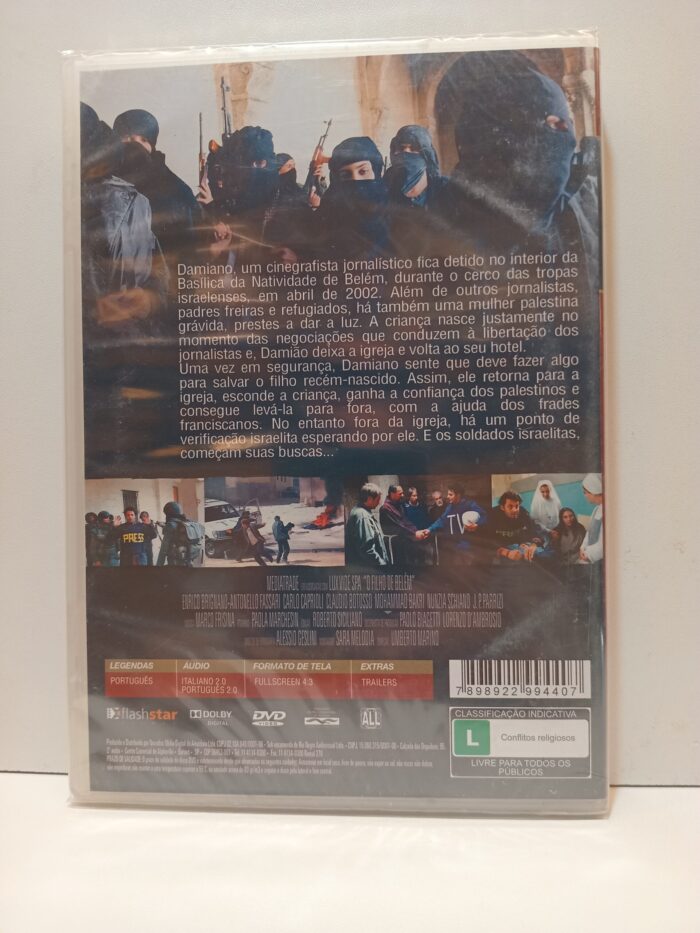 Damiano, um cinegrafista jornalístico fica detido no interior da
Basílica da Natividade de Belém, durante o cerco das tropas
israelenses, em abril de 2002. Além de outros jornalistas,
padres freiras e refugiados, há também uma mulher palestina
grávida, prestes a dar a luz. A criança nasce justamente no
momento das negociações que conduzem à libertação dos
jornalistas e, Damião deixa a igreja e volta ao seu hotel.
Uma vez em segurança, Damiano sente que deve fazer algo
para salvar o filho recém-nascido. Assim, ele retorna para a
igreja, esconde a criança, ganha a confiança dos palestinos e
consegue levá-la para fora, com a ajuda dos frades
franciscanos. No entanto fora da igreja, há um ponto de
verificação israelita esperando por ele. E os soldados israelitas,
começam suas buscas...
PRESS
TV
MEDIATRADE LUX VIDE SPA "O FILHO DE BELÉM"
ENRICO BRIGNANO-ANTONELLO FASSARI CARLO CAPRIOLI CLAUDIO BOTOSSO MOHAMMAD BAKRI NUNZIA SCHIANO J. P. PARRIZI
MARCO FRISINA PAOLA MARCHESIN ROBERTO SICILIANO PAOLO BIAGETTI LORENZO D'AMBROSIO
ALESSIO GESLINI SARA MELODIA UMBERTO MARINO
LEGENDAS ÁUDIO FORMATO DE TELA EXTRAS
PORTUGUÊS ITALIANO 2.0 FULLSCREEN 4:3 TRAILERS
PORTUGUÊS 2.0
7898922994407
flashstar DOLBY DIGITAL DVD VIDEO ALL
CLASSIFICAÇÃO INDICATIVA
L Conflitos religiosos
LIVRE PARA TODOS OS
PÚBLICOS